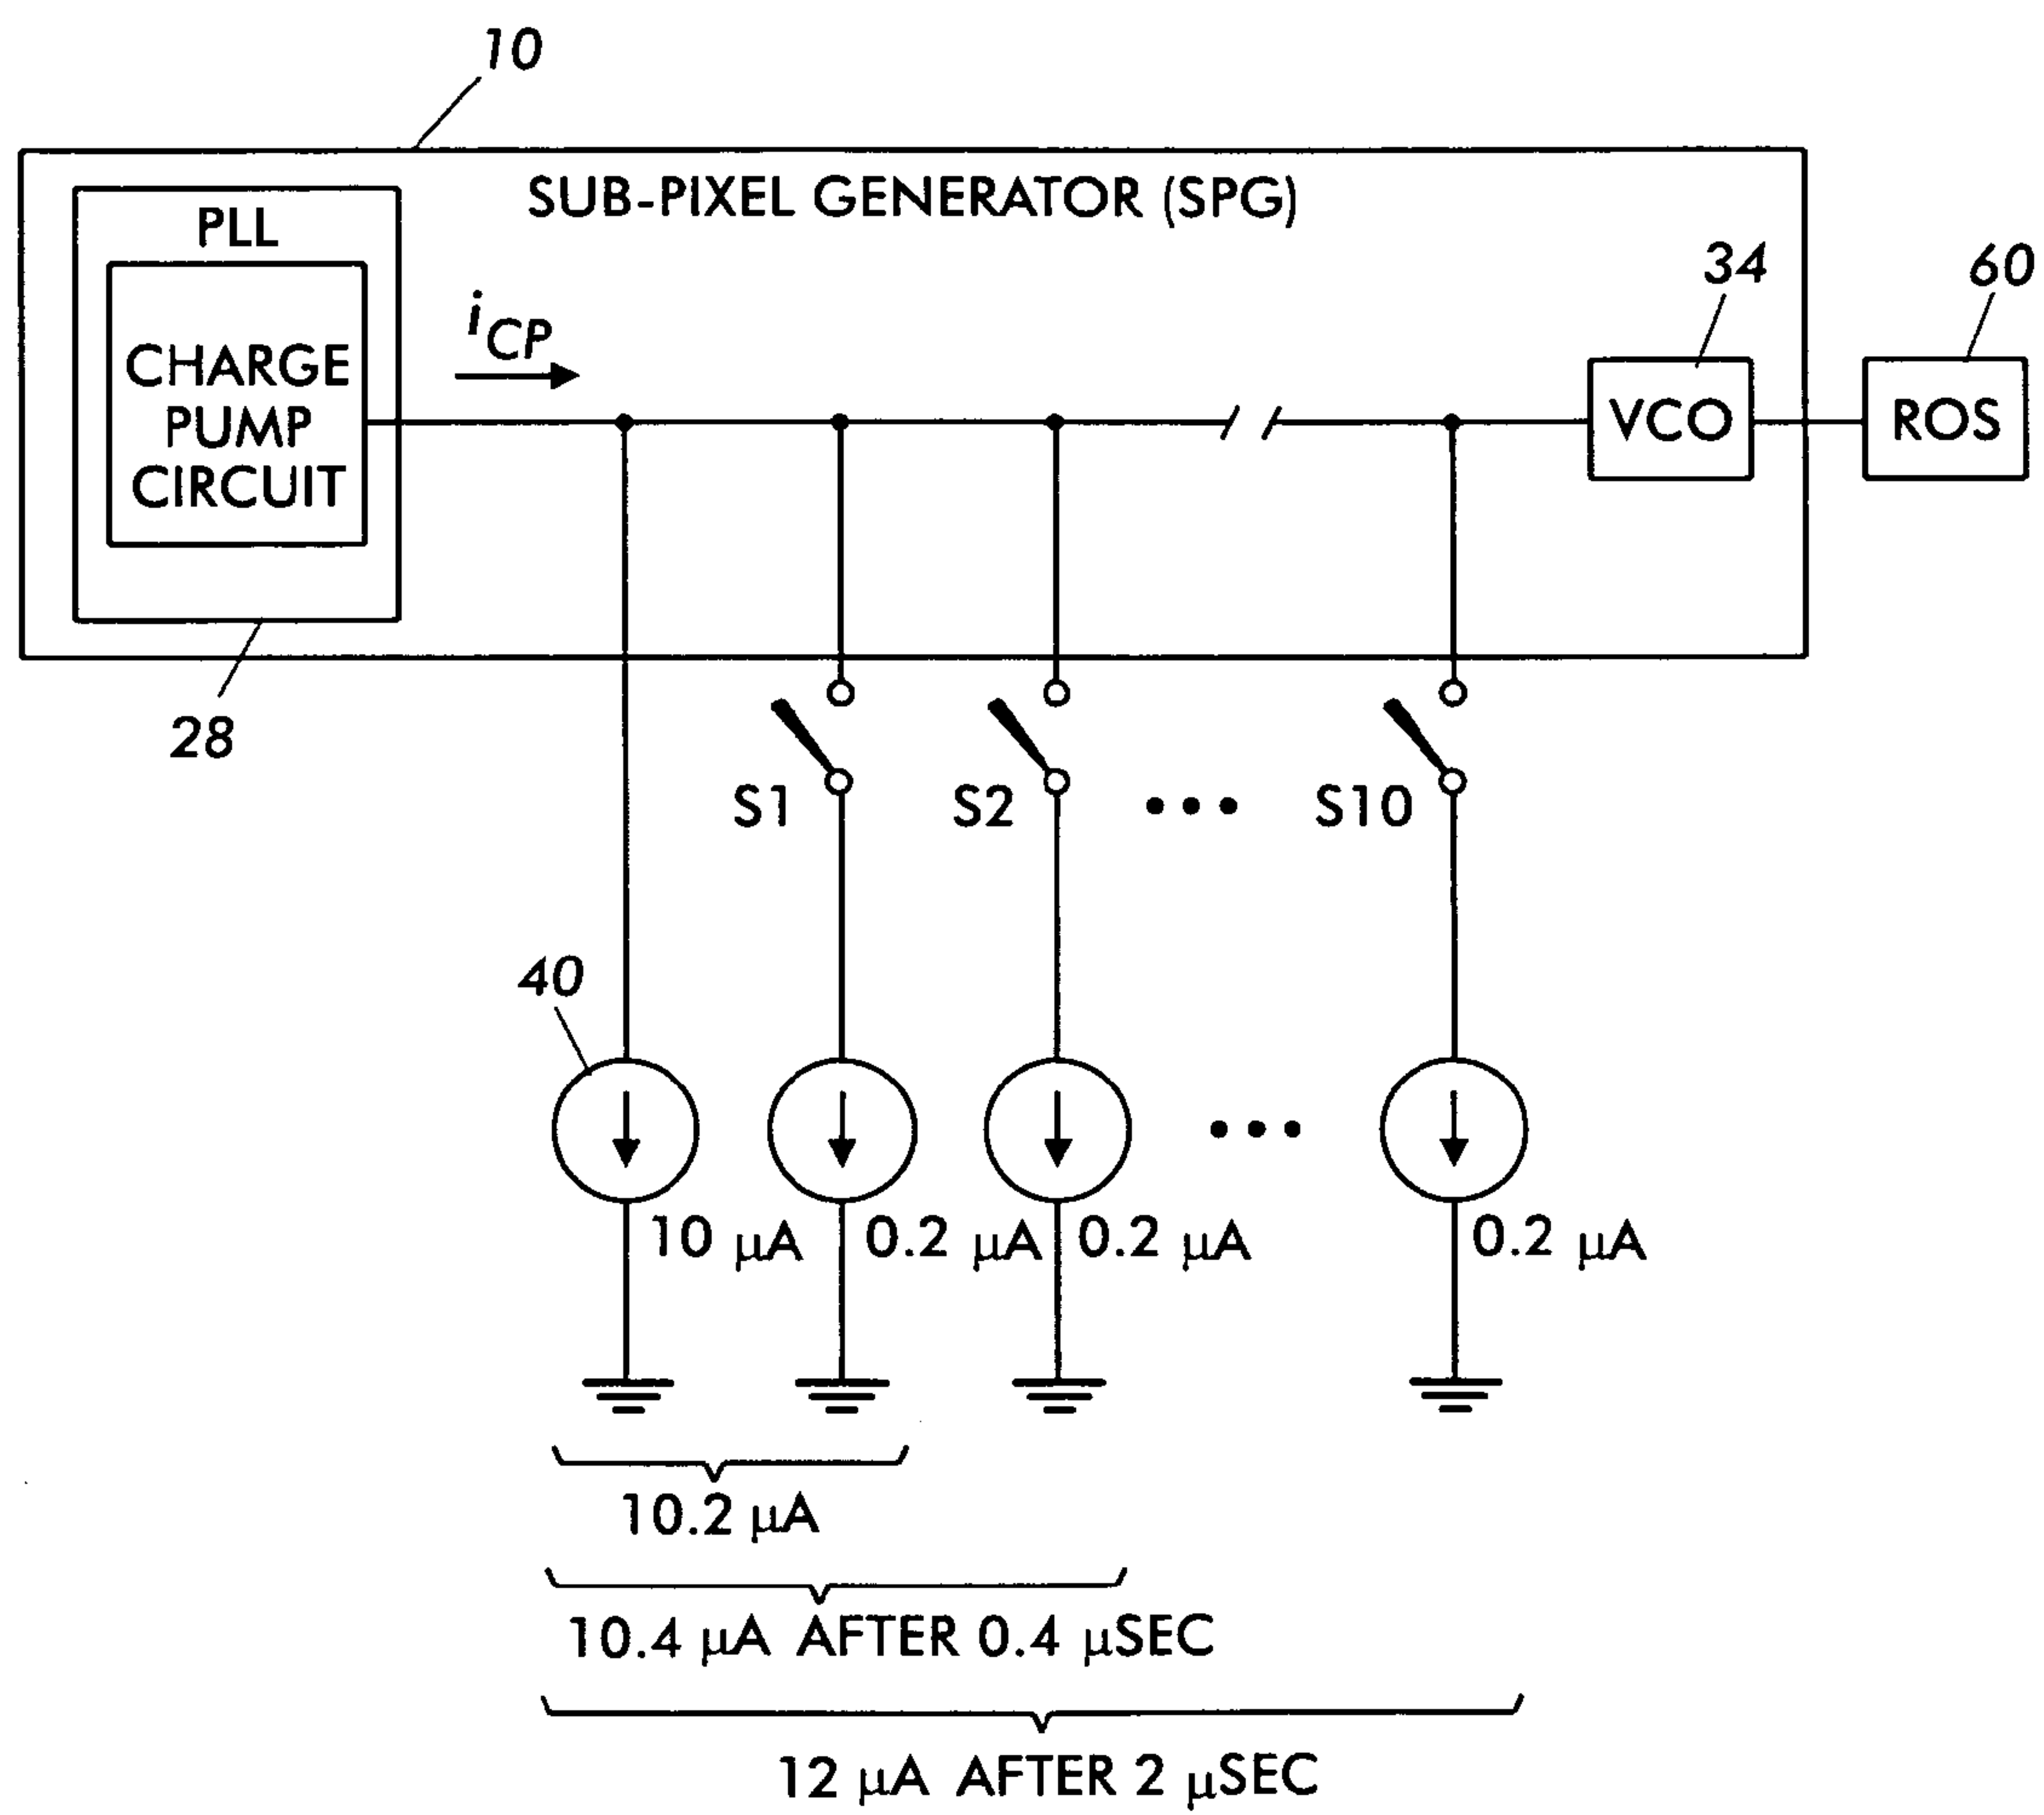 10
SUB-PIXEL GENERATOR (SPG)
PLL
CHARGE
PUMP
CIRCUIT
iCP
34
VCO
60
ROS
28
S1
S2
•••
S10
40
10 µA
0.2 µA
0.2 µA
•••
0.2 µA
10.2 µA
10.4 µA AFTER 0.4 µSEC
12 µA AFTER 2 µSEC